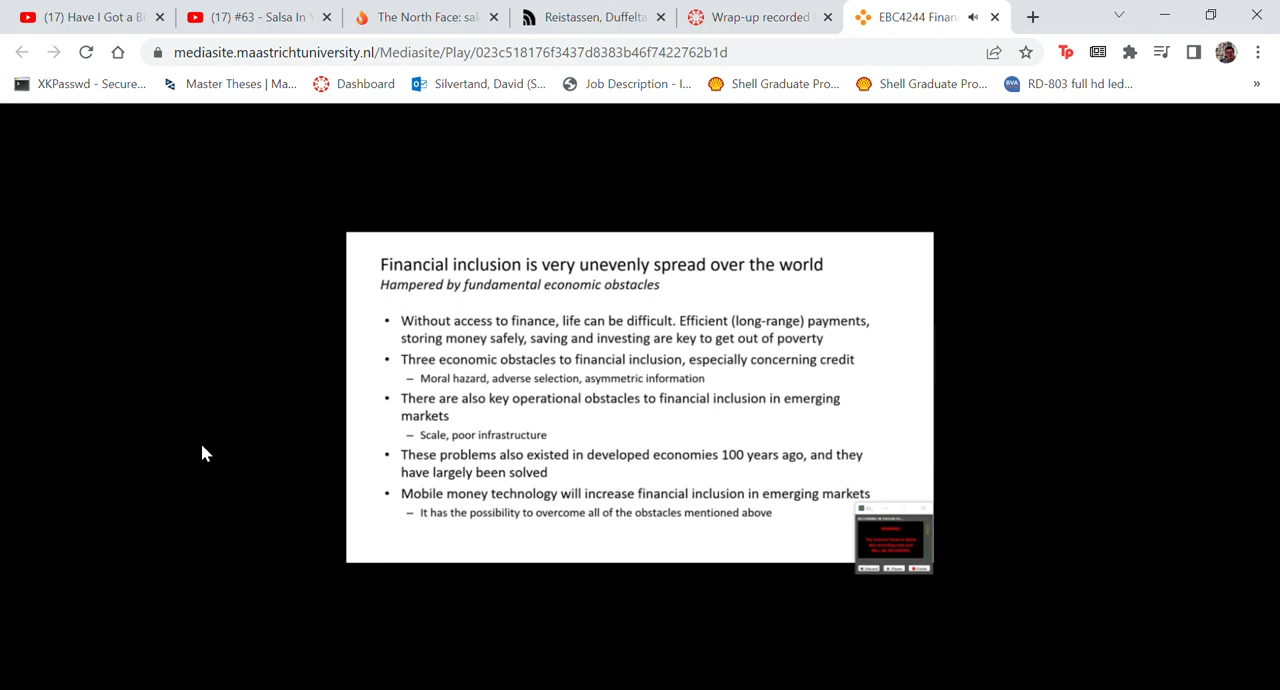 (17) Have I Got a Bi
(17) #63 - Salsa In Y
The North Face: sale
Reistassen, Duffelta
Wrap-up recorded
EBC4244 Finan
mediasite.maastrichtuniversity.nl/Mediasite/Play/023c518176f3437d8383b46f7422762b1d
Tp
XKPasswd - Secure...
Master Theses | Ma...
Dashboard
Silvertand, David (S...
Job Description - I...
Shell Graduate Pro...
Shell Graduate Pro...
BVA
RD-803 full hd led...
»
Financial inclusion is very unevenly spread over the world
Hampered by fundamental economic obstacles
• Without access to finance, life can be difficult. Efficient (long-range) payments,
storing money safely, saving and investing are key to get out of poverty
• Three economic obstacles to financial inclusion, especially concerning credit
– Moral hazard, adverse selection, asymmetric information
• There are also key operational obstacles to financial inclusion in emerging
markets
– Scale, poor infrastructure
• These problems also existed in developed economies 100 years ago, and they
have largely been solved
• Mobile money technology will increase financial inclusion in emerging markets
– It has the possibility to overcome all of the obstacles mentioned above